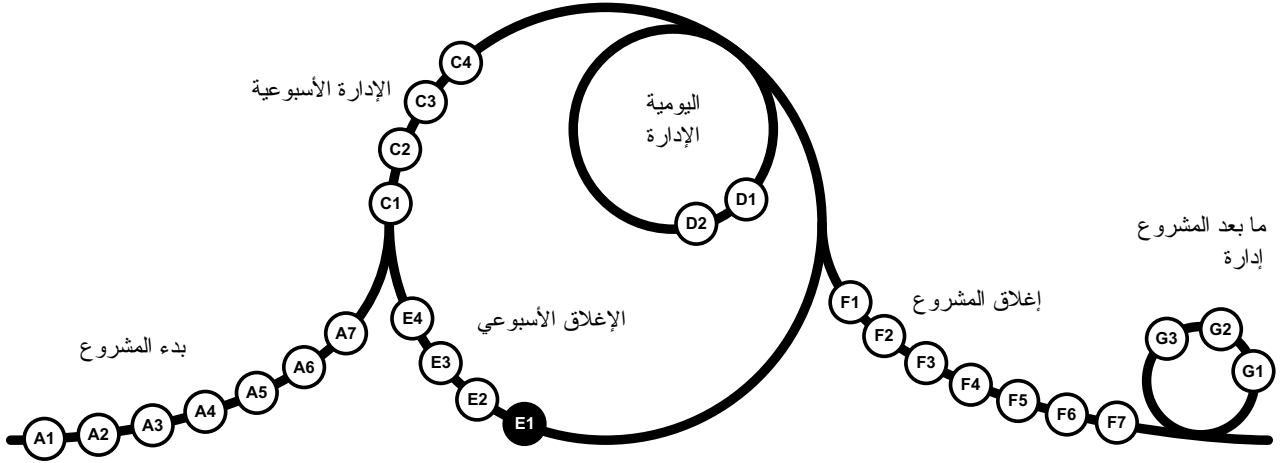 بدء المشروع
A1
A2
A3
A4
A5
A6
A7
الإدارة الأسبوعية
C1
C2
C3
C4
اليومية
الإدارة
D1
D2
الإغلاق الأسبوعي
E1
E2
E3
E4
إغلاق المشروع
F1
F2
F3
F4
F5
F6
F7
ما بعد المشروع
إدارة
G1
G2
G3